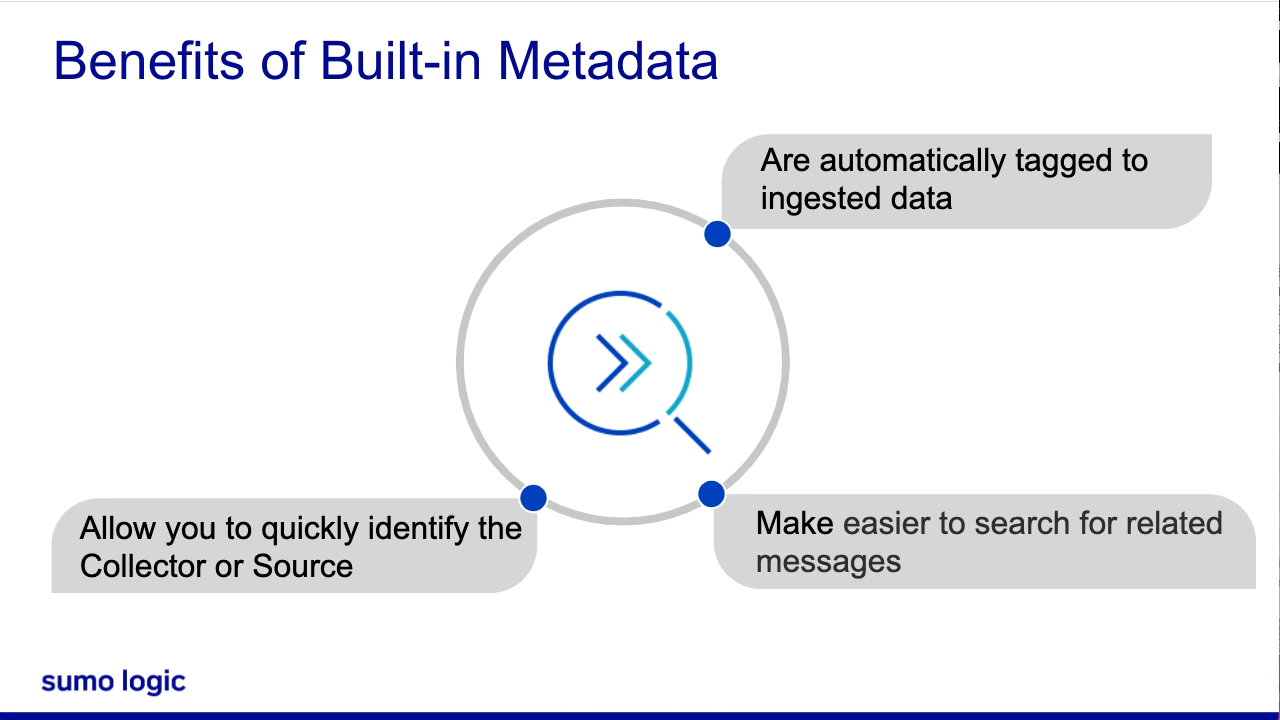 Benefits of Built-in Metadata
Are automatically tagged to
ingested data
Allow you to quickly identify the
Collector or Source
Make easier to search for related
messages
sumo logic